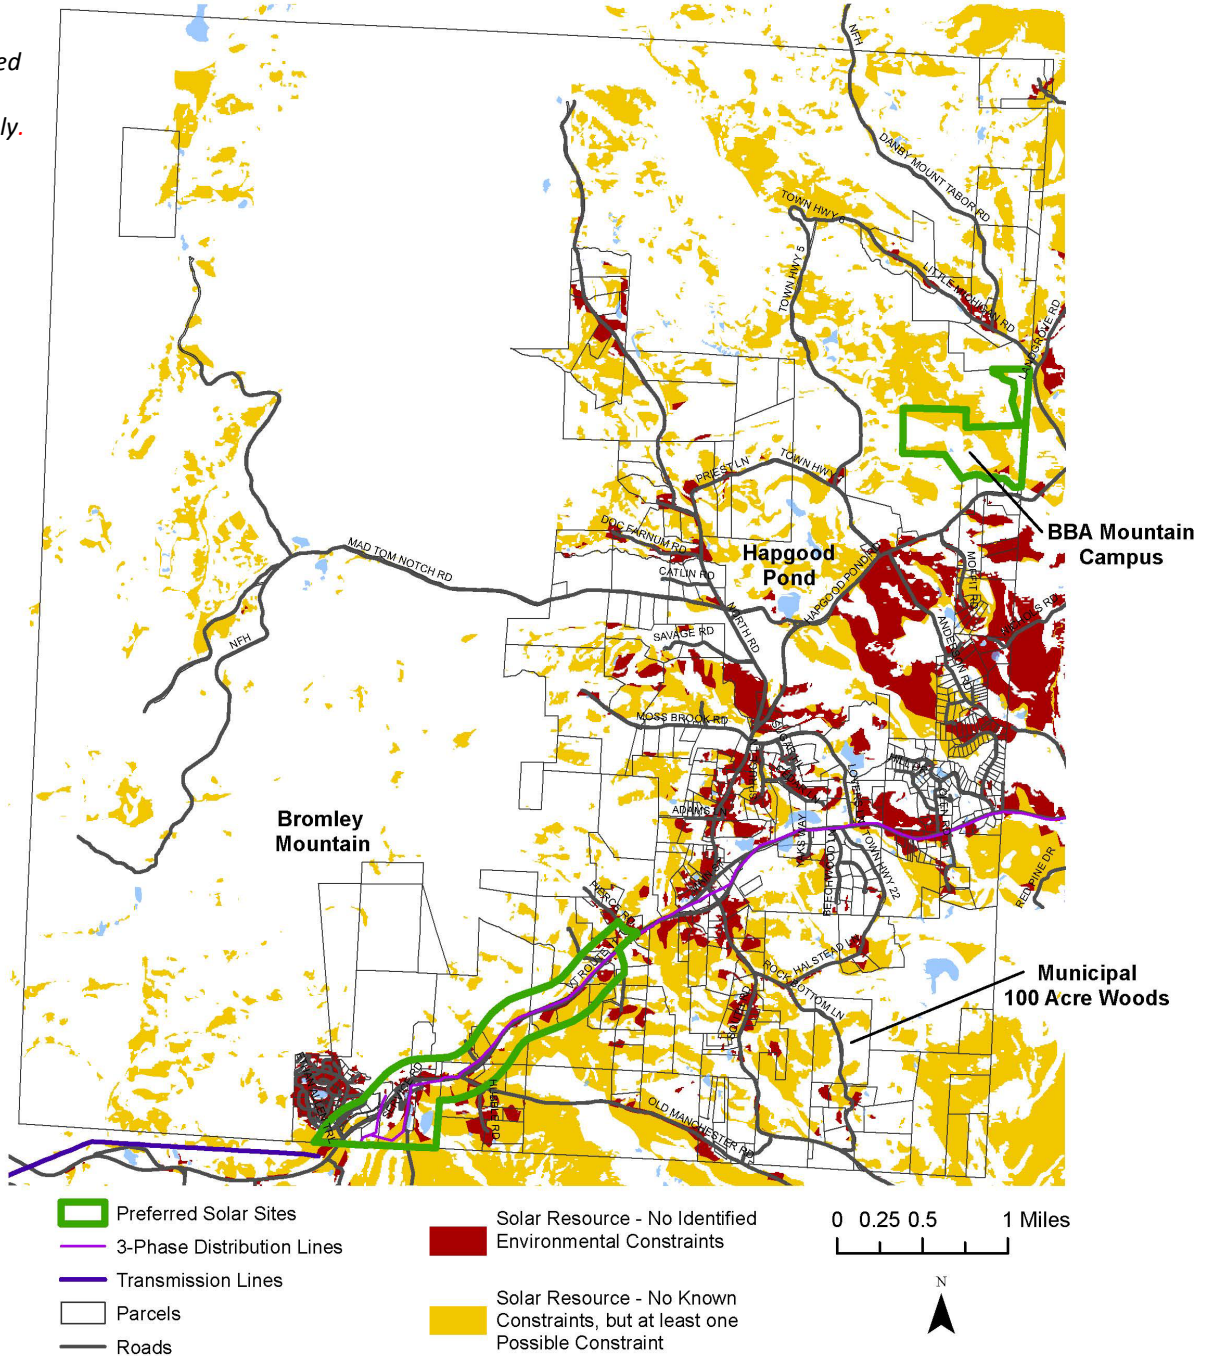 ed
ly.
NFH
DANBY MOUNT TABOR RD
TOWN HWY 6
TOWN HWY 5
LITTLE MICHIGAN RD
LANDGROVE RD
PRIEST LN
TOWN HWY
DOC FARNUM RD
CATLIN RD
MAD TOM NOTCH RD
Hapgood
Pond
HAPGOOD POND RD
BBA Mountain
Campus
MOFFIT RD
NICHOLS RD
ANDERSON RD
NFH
SAVAGE RD
NORTH RD
MOSS BROOK RD
ADAMS LN
Bromley
Mountain
TOWN HWY 22
RED PINE DR
PIERCE RD
HALSTEAD
ROCK BOTTOM LN
Municipal
100 Acre Woods
OLD MANCHESTER RD
Preferred Solar Sites
3-Phase Distribution Lines
Transmission Lines
Parcels
Roads
Solar Resource - No Identified
Environmental Constraints
Solar Resource - No Known
Constraints, but at least one
Possible Constraint
0 0.25 0.5 1 Miles
N